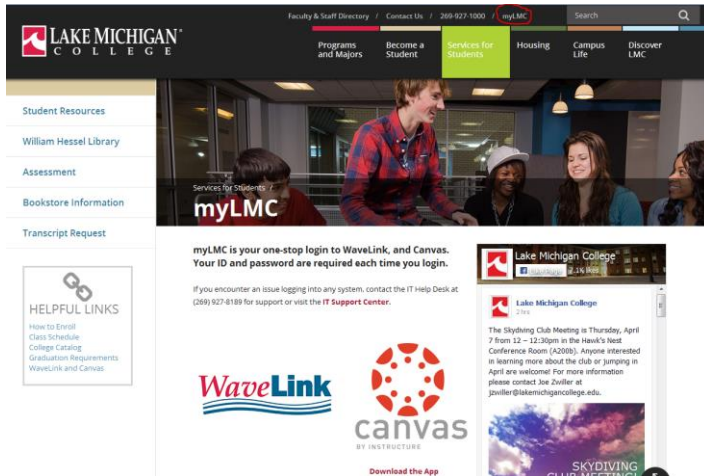 Faculty & Staff Directory / Contact Us / 269-927-1000 / myLMC
Search
LAKE MICHIGAN
COLLEGE
Programs and Majors
Become a Student
Services for Students
Housing
Campus Life
Discover LMC
Student Resources
William Hessel Library
Assessment
Bookstore Information
Transcript Request
HELPFUL LINKS
How to Enroll
Class Schedule
College Catalog
Graduation Requirements
WaveLink and Canvas
Services for Students /
myLMC
myLMC is your one-stop login to WaveLink, and Canvas.
Your ID and password are required each time you login.
If you encounter an issue logging into any system, contact the IT Help Desk at
(269) 927-8189 for support or visit the IT Support Center.
WaveLink
canvas
BY INSTRUCTURE
Download the App
Lake Michigan College
7.1K likes
Lake Michigan College
2 hrs
The Skydiving Club Meeting is Thursday, April
7 from 12 – 12:30pm in the Hawk's Nest
Conference Room (A200b). Anyone interested
in learning more about the club or jumping in
April are welcome! For more information
please contact Joe Zwiller at
jzwiller@lakemichigancollege.edu.
SKYDIVING
CLUB MEETING!